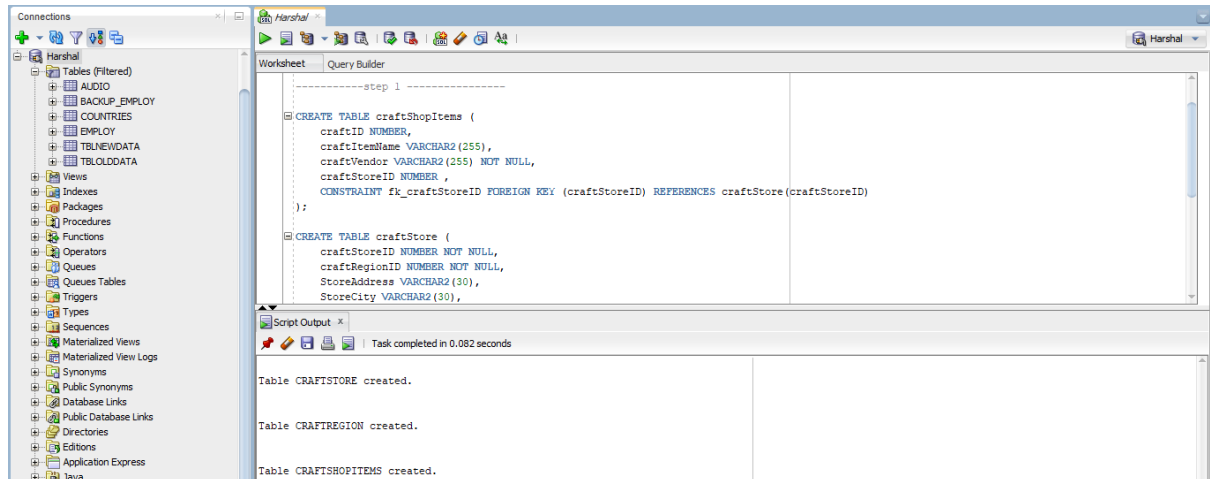 Connections
Harshal
Tables (Filtered)
AUDIO
BACKUP_EMPLOY
COUNTRIES
EMPLOY
TBLNEWDATA
TBLOLDDATA
Views
Indexes
Packages
Procedures
Functions
Operators
Queues
Queues Tables
Triggers
Types
Sequences
Materialized Views
Materialized View Logs
Synonyms
Public Synonyms
Database Links
Public Database Links
Directories
Editions
Application Express
Java
Harshal
Harshal
Worksheet Query Builder
-----------step 1 ----------------
CREATE TABLE craftShopItems (
craftID NUMBER,
craftItemName VARCHAR2(255),
craftVendor VARCHAR2(255) NOT NULL,
craftStoreID NUMBER ,
CONSTRAINT fk_craftStoreID FOREIGN KEY (craftStoreID) REFERENCES craftStore(craftStoreID)
);
CREATE TABLE craftStore (
craftStoreID NUMBER NOT NULL,
craftRegionID NUMBER NOT NULL,
StoreAddress VARCHAR2(30),
StoreCity VARCHAR2(30),
Script Output x
Task completed in 0.082 seconds
Table CRAFTSTORE created.
Table CRAFTREGION created.
Table CRAFTSHOPITEMS created.